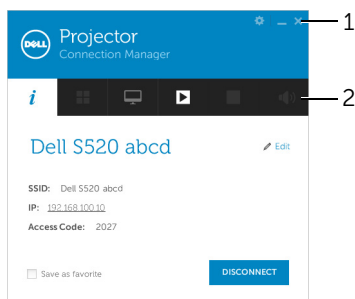 DELL
Projector
Connection Manager
1
i
2
Dell S520 abcd
Edit
SSID: Dell S520 abcd
IP: 192.168.100.10
Access Code: 2027
Save as favorite
DISCONNECT